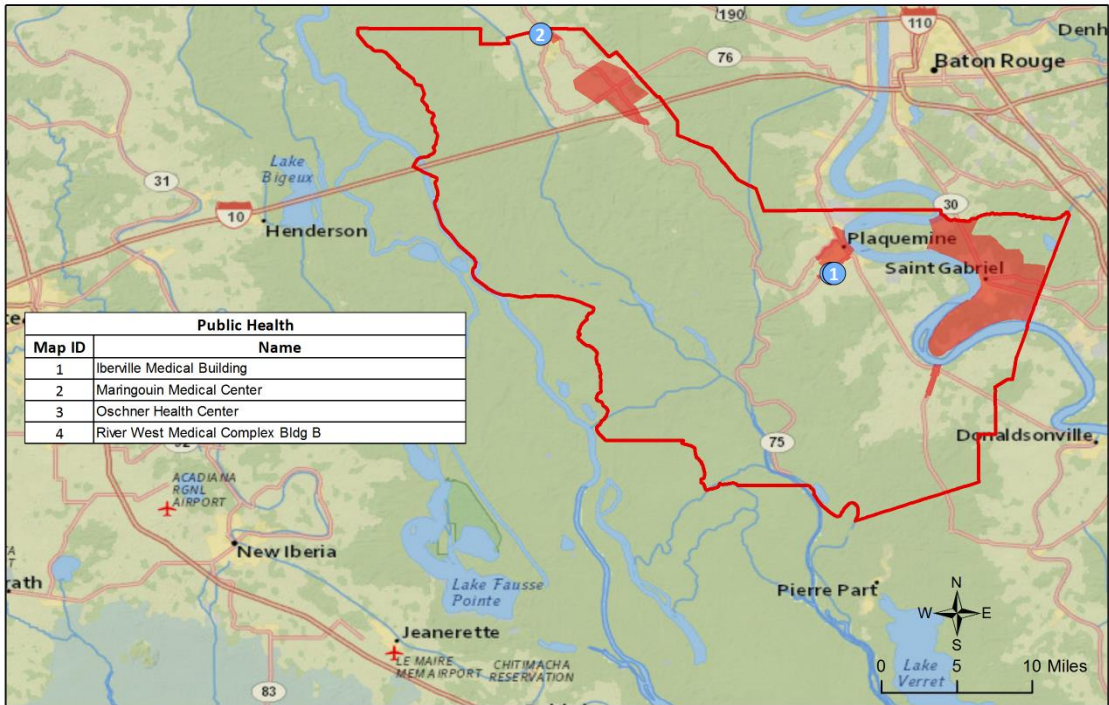 190
110
Denh
2
76
Baton Rouge
31
Lake
Bigeux
10
Henderson
30
Plaquemine
1
Saint Gabriel
Public Health
Map ID Name
1 Iberville Medical Building
2 Maringouin Medical Center
3 Oschner Health Center
4 River West Medical Complex Bldg B
75
Donaldsonville
ACADIANA
RGNL
AIRPORT
New Iberia
rath
Lake Fausse
Pointe
Pierre Part
N
W E
S
Jeanerette
LE MAIRE
MEM AIRPORT
CHITIMACHA
RESERVATION
Lake
Verret
0 5 10 Miles
83